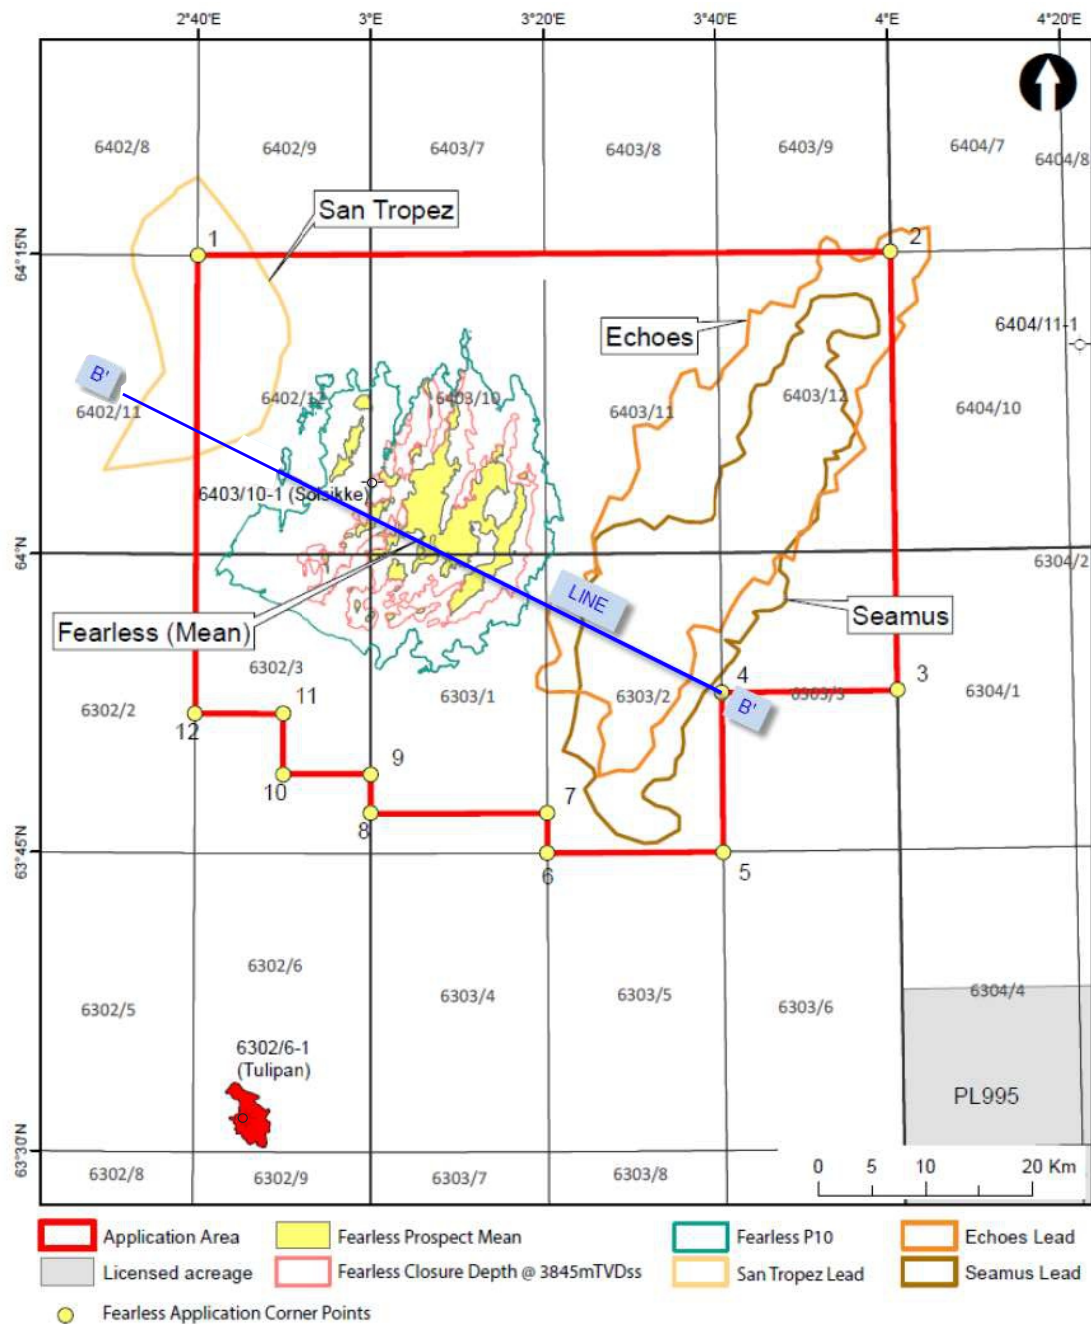 2°40'E 3°E 3°20'E 3°40'E 4°E 4°20'E
6402/8 6402/9 6403/7 6403/8 6403/9 6404/7
6404/8
San Tropez
64°15'N
1
2
Echoes
6404/11-1
B'
6402/11
6402/12
6403/10
6403/11
6403/12
6404/10
6403/10-1 (Solsikke)
64°N
6304/2
LINE
Seamus
Fearless (Mean)
6302/3
6302/2
6303/1
6303/2
4
6303/3
3
6304/1
B'
12
11
10
9
8
7
63°45'N
6
5
6302/6
6302/5
6303/4
6303/5
6303/6
6304/4
6302/6-1
(Tulipan)
PL995
63°30'N
6302/8 6302/9 6303/7 6303/8
0 5 10 20 Km
Application Area Fearless Prospect Mean Fearless P10 Echoes Lead
Licensed acreage Fearless Closure Depth @ 3845mTVDss San Tropez Lead Seamus Lead
Fearless Application Corner Points